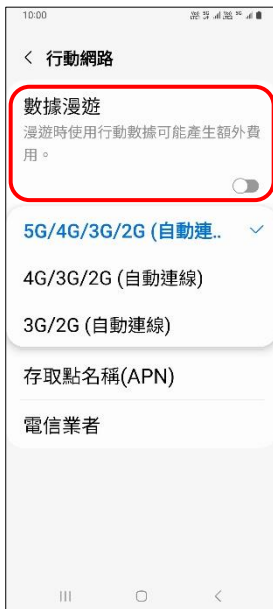 10:00
行動網路
數據漫遊
漫遊時使用行動數據可能產生額外費
用。
5G/4G/3G/2G (自動連..
4G/3G/2G (自動連線)
3G/2G (自動連線)
存取點名稱(APN)
電信業者